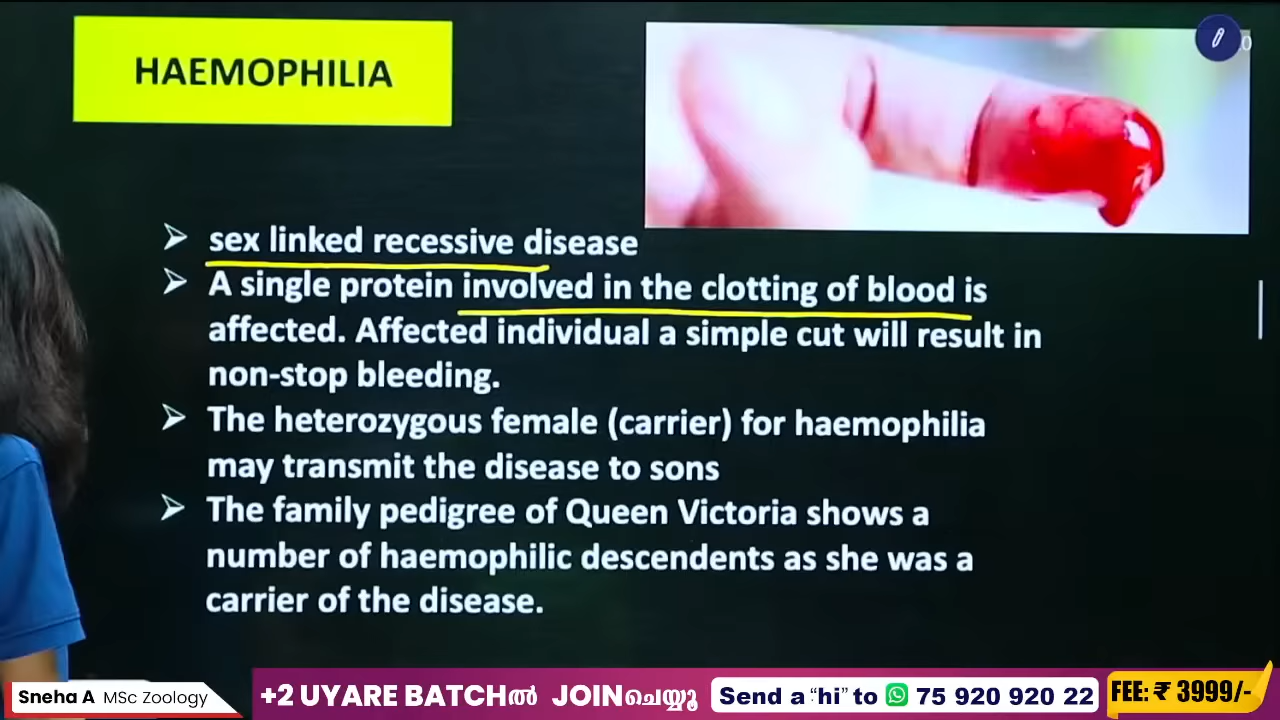 HAEMOPHILIA
0
➢ sex linked recessive disease
➢ A single protein involved in the clotting of blood is
affected. Affected individual a simple cut will result in
non-stop bleeding.
➢ The heterozygous female (carrier) for haemophilia
may transmit the disease to sons
➢ The family pedigree of Queen Victoria shows a
number of haemophilic descendents as she was a
carrier of the disease.
Sneha A MSc Zoology
+2 UYARE BATCHൽ JOINചെയ്യൂ
Send a “hi” to 75 920 920 22
FEE: ₹ 3999/-